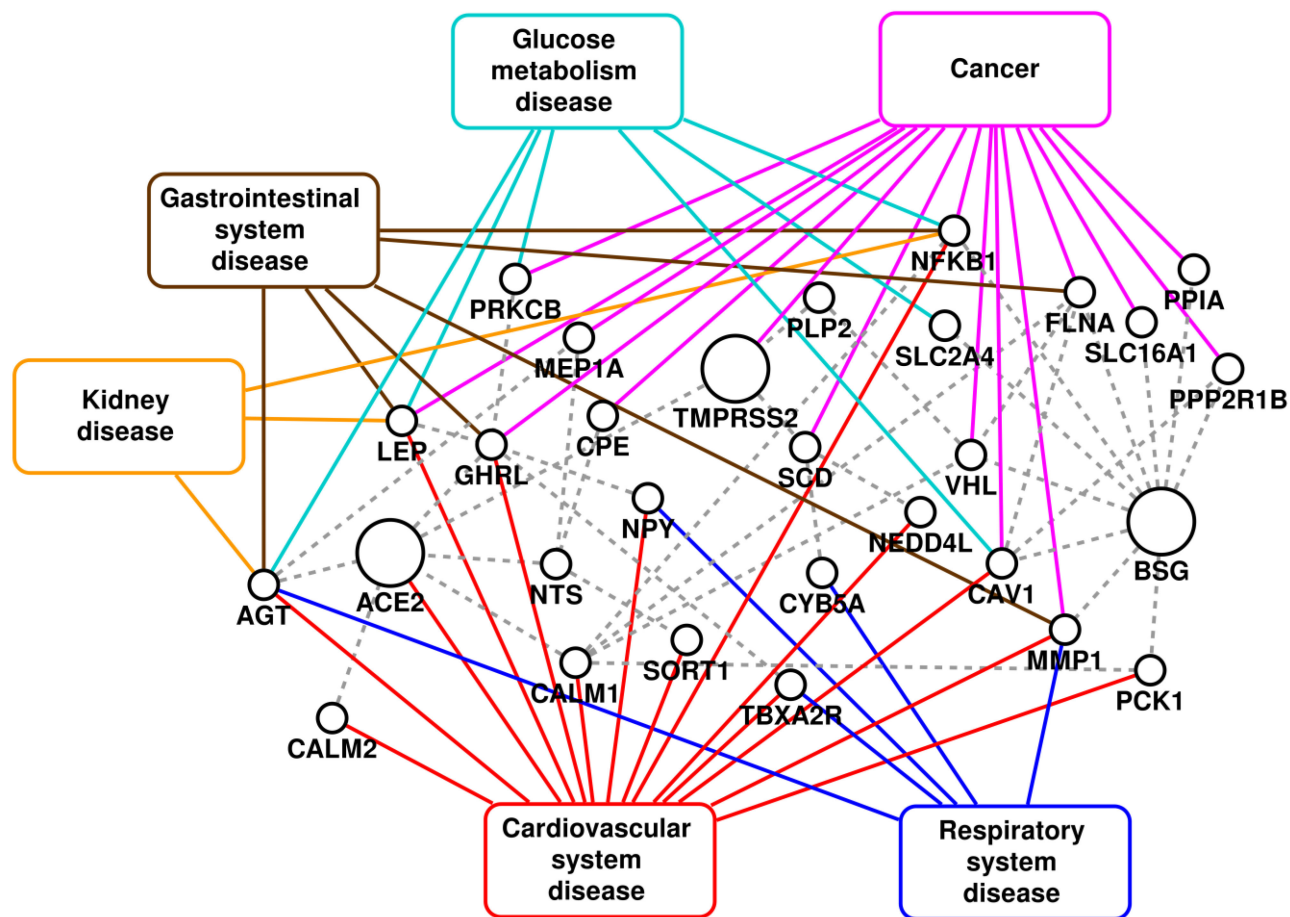 Glucose
metabolism
disease
Cancer
Gastrointestinal
system
disease
NFKB1
PRKCB
PLP2
FLNA
PPIA
MEP1A
SLC2A4
SLC16A1
PPP2R1B
Kidney
disease
TMPRSS2
LEP
GHRL
CPE
SCD
VHL
NPY
NEDD4L
BSG
AGT
ACE2
NTS
CYB5A
CAV1
CALM1
SORT1
MMP1
CALM2
TBXA2R
PCK1
Cardiovascular
system
disease
Respiratory
system
disease